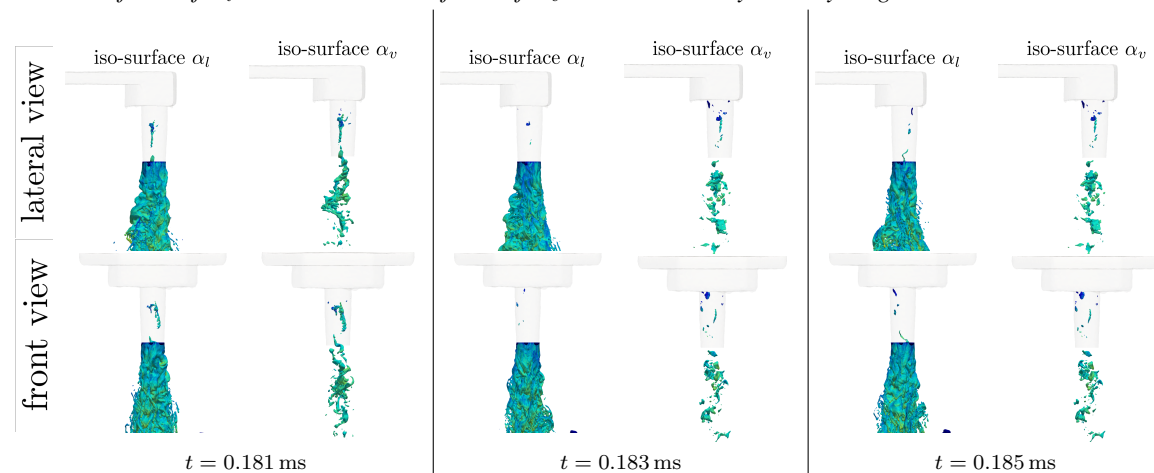 iso-surface αl
iso-surface αv
iso-surface αl
iso-surface αv
iso-surface αl
iso-surface αv
lateral view
front view
t = 0.181 ms
t = 0.183 ms
t = 0.185 ms